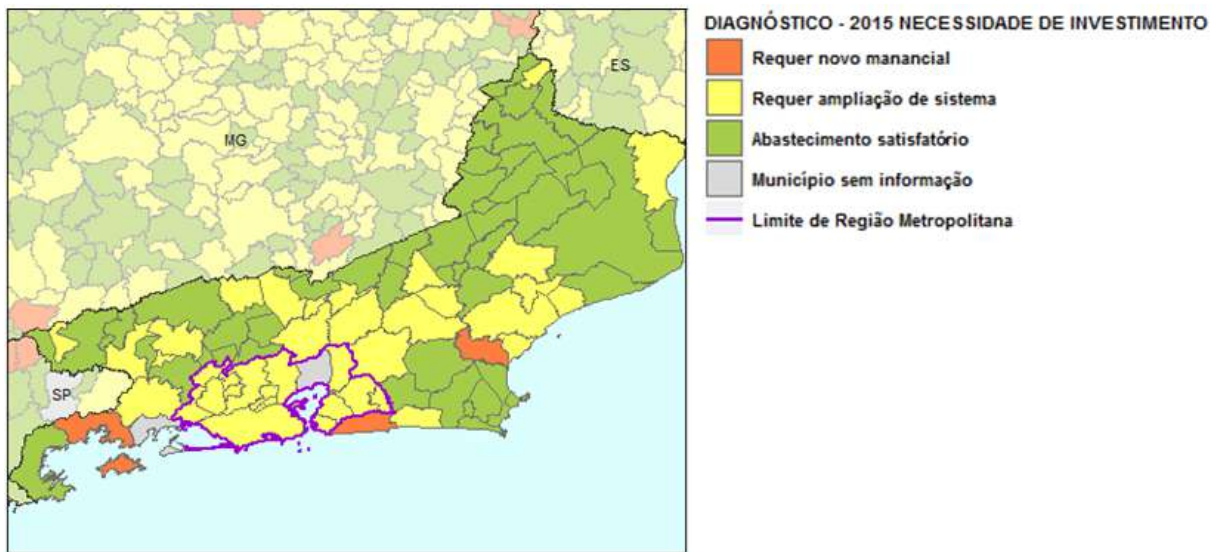 DIAGNÓSTICO - 2015 NECESSIDADE DE INVESTIMENTO
Requer novo manancial
Requer ampliação de sistema
Abastecimento satisfatório
Município sem informação
Limite de Região Metropolitana
ES
MG
SP